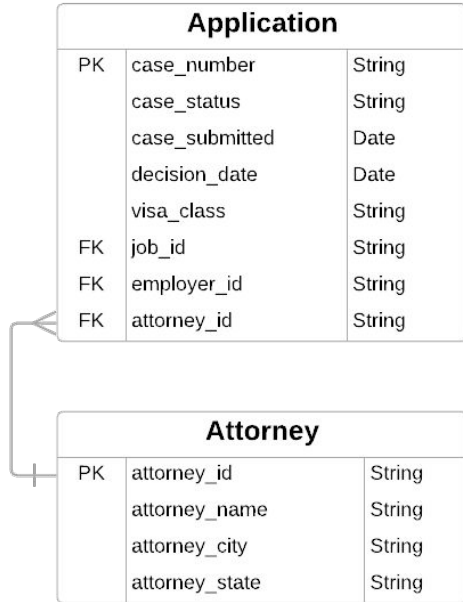 Application
PK case_number String
case_status String
case_submitted Date
decision_date Date
visa_class String
FK job_id String
FK employer_id String
FK attorney_id String
Attorney
PK attorney_id String
attorney_name String
attorney_city String
attorney_state String